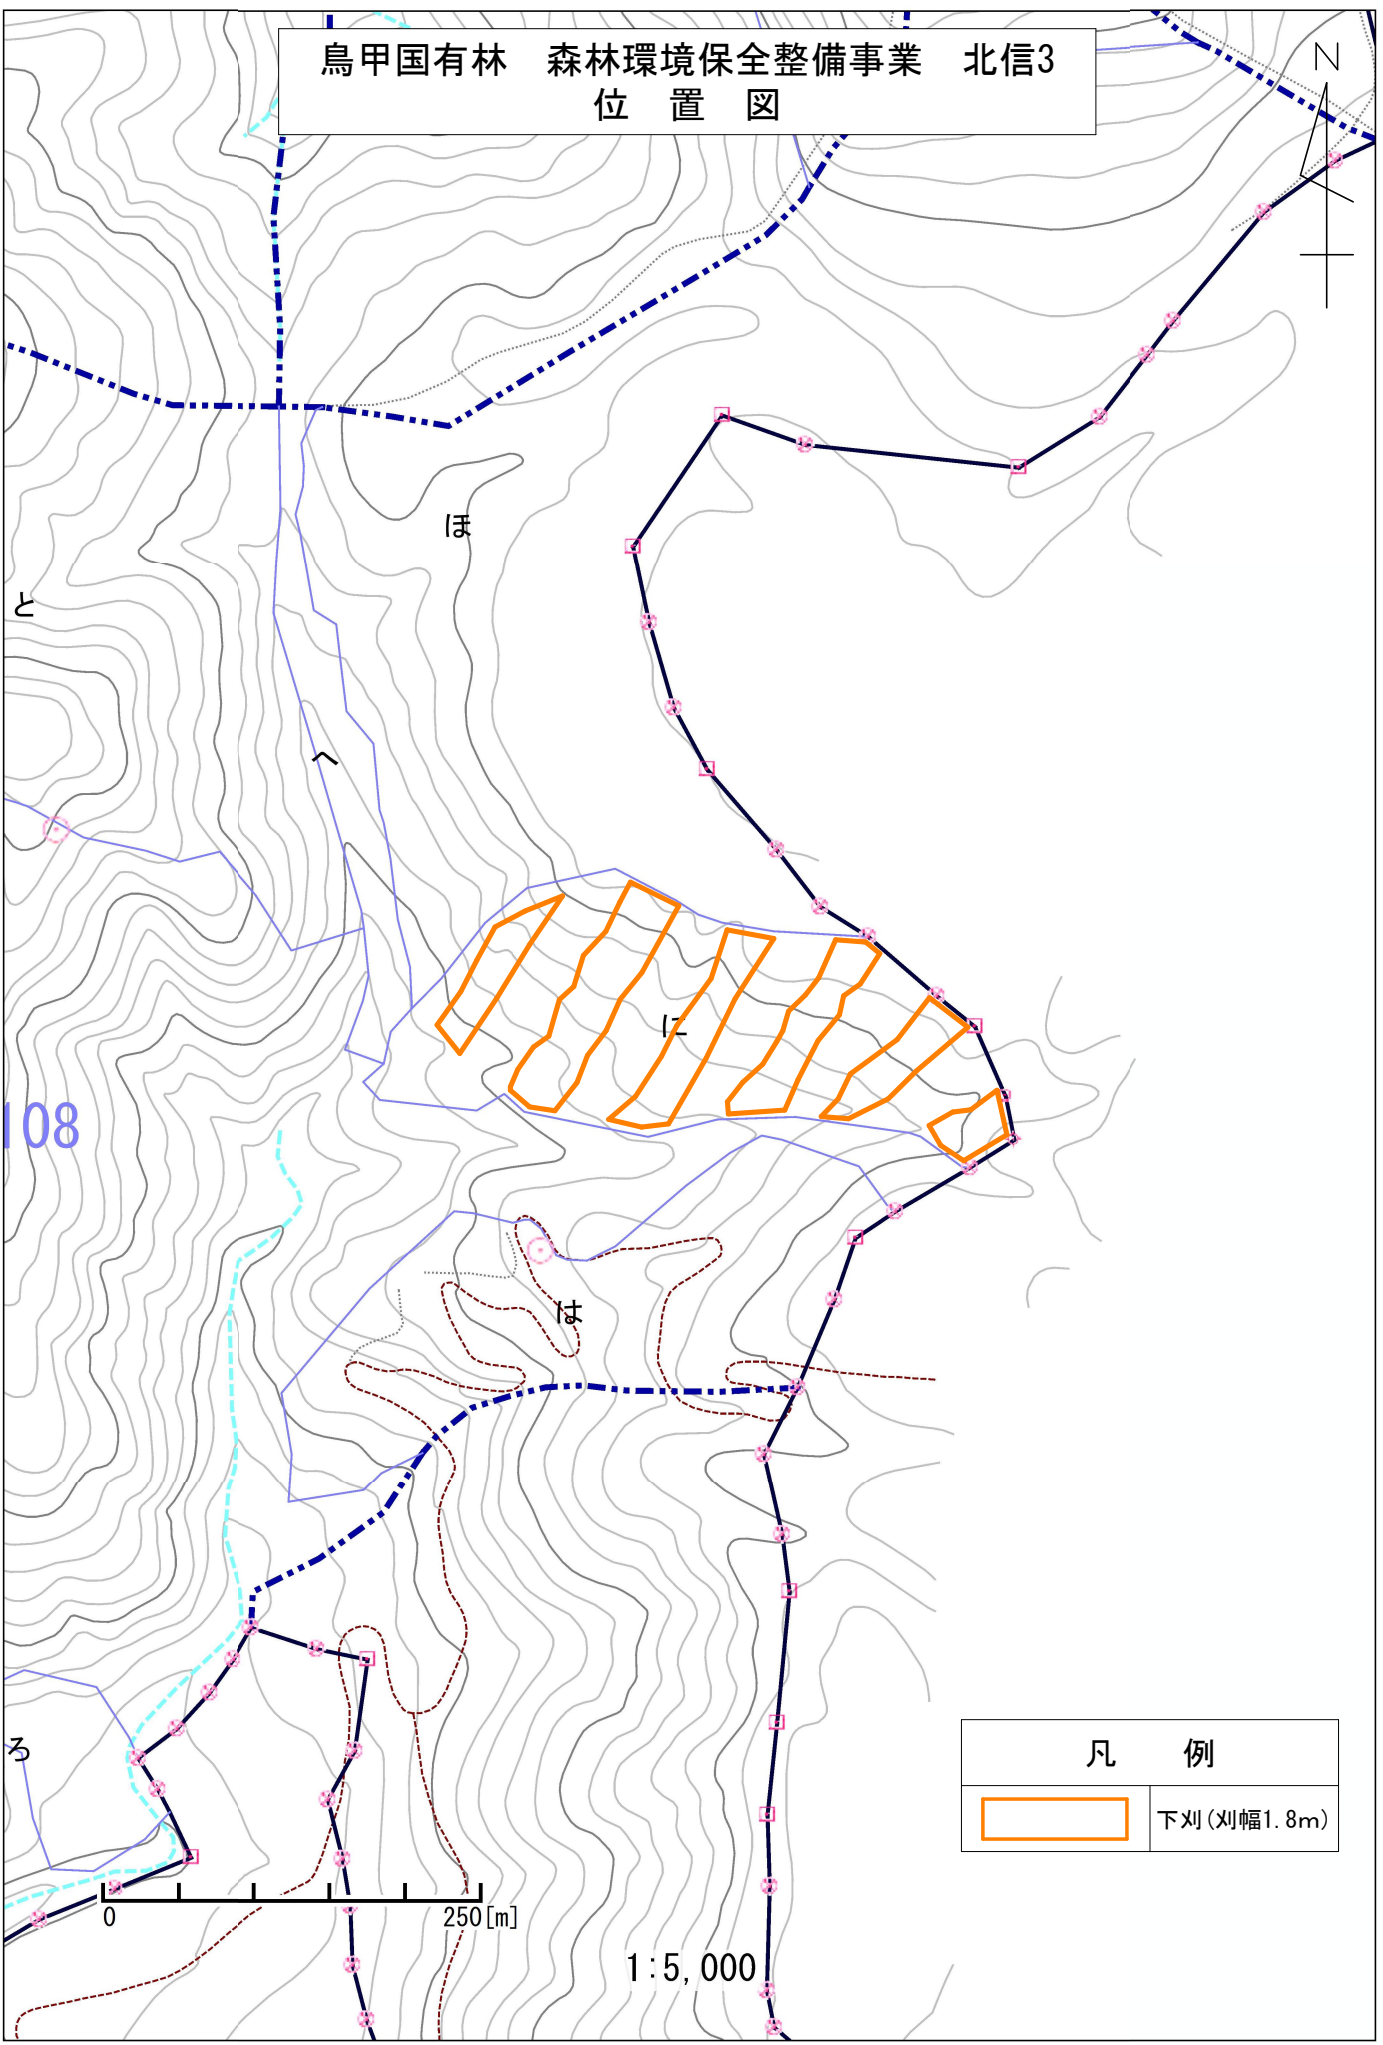 鳥甲国有林　森林環境保全整備事業　北信3
位　置　図
N
ほ
と
へ
に
108
は
ろ
凡　　例
下刈(刈幅1.8m)
0　250[m]
1:5,000